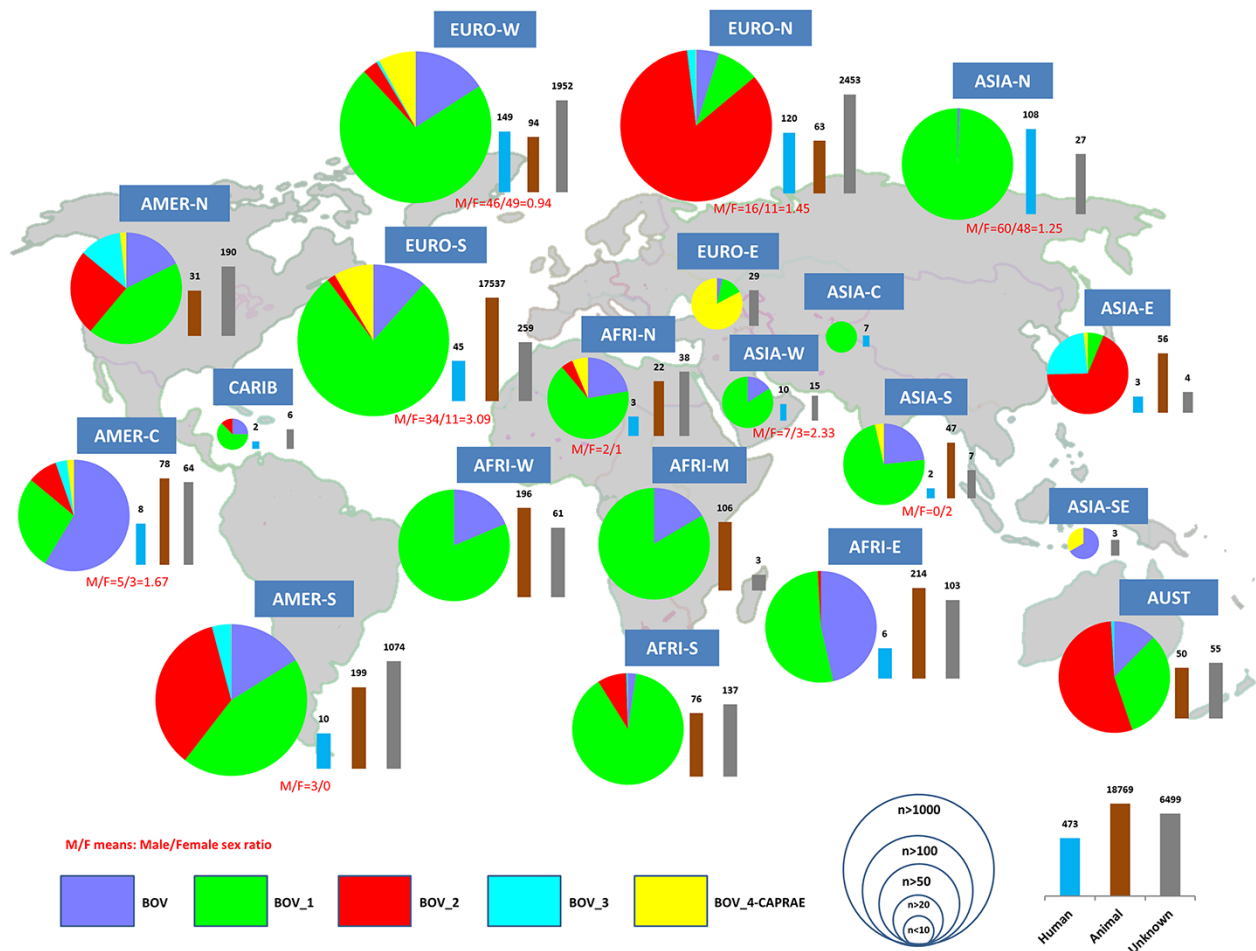 EURO-W
EURO-N
ASIA-N
149
94
1952
M/F=46/49=0.94
120
63
2453
M/F=16/11=1.45
108
27
M/F=60/48=1.25
AMER-N
31
190
EURO-S
45
17537
259
M/F=34/11=3.09
EURO-E
29
ASIA-C
7
ASIA-E
3
56
4
AFRI-N
3
22
38
M/F=2/1
ASIA-W
10
15
M/F=7/3=2.33
ASIA-S
2
47
7
M/F=0/2
CARIB
2
6
AMER-C
8
78
64
M/F=5/3=1.67
AFRI-W
196
61
AFRI-M
106
3
ASIA-SE
3
AFRI-E
6
214
103
AUST
50
55
AMER-S
10
199
1074
M/F=3/0
AFRI-S
76
137
M/F means: Male/Female sex ratio
BOV
BOV_1
BOV_2
BOV_3
BOV_4-CAPRAE
n>1000
n>100
n>50
n>20
n<10
473
18769
6499
Human
Animal
Unknown